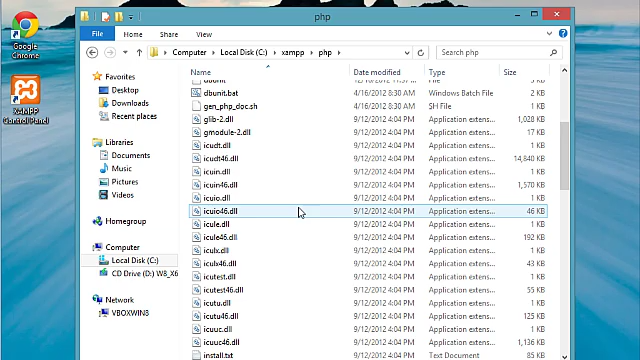 php
File
Home
Share
View
Computer
Local Disk (C:)
xampp
php
Search php
Google
Chrome
XAMPP
Control Panel
Favorites
Desktop
Downloads
Recent places
Libraries
Documents
Music
Pictures
Videos
Homegroup
Computer
Local Disk (C:)
CD Drive (D:) W8_X6
Network
VBOXWIN8
Name Date modified Type Size
dbunit.bat 4/16/2012 8:30 AM Windows Batch File 2 KB
gen_php_doc.sh 4/16/2012 8:30 AM SH File 1 KB
glib-2.dll 9/12/2012 4:04 PM Application extens... 1,028 KB
gmodule-2.dll 9/12/2012 4:04 PM Application extens... 17 KB
icudt.dll 9/12/2012 4:04 PM Application extens... 1 KB
icudt46.dll 9/12/2012 4:04 PM Application extens... 14,840 KB
icuin.dll 9/12/2012 4:04 PM Application extens... 1 KB
icuin46.dll 9/12/2012 4:04 PM Application extens... 1,570 KB
icuio.dll 9/12/2012 4:04 PM Application extens... 1 KB
icuio46.dll 9/12/2012 4:04 PM Application extens... 46 KB
icule.dll 9/12/2012 4:04 PM Application extens... 1 KB
icule46.dll 9/12/2012 4:04 PM Application extens... 192 KB
iculx.dll 9/12/2012 4:04 PM Application extens... 1 KB
iculx46.dll 9/12/2012 4:04 PM Application extens... 43 KB
icutest.dll 9/12/2012 4:04 PM Application extens... 1 KB
icutest46.dll 9/12/2012 4:04 PM Application extens... 55 KB
icutu.dll 9/12/2012 4:04 PM Application extens... 1 KB
icutu46.dll 9/12/2012 4:04 PM Application extens... 125 KB
icuuc.dll 9/12/2012 4:04 PM Application extens... 1 KB
icuuc46.dll 9/12/2012 4:04 PM Application extens... 1,136 KB
install.txt 9/12/2012 4:04 PM Text Document 85 KB